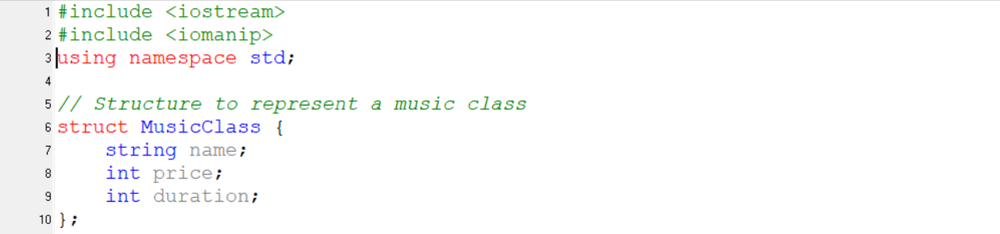 1 #include <iostream>
2 #include <iomanip>
3 using namespace std;
4
5 // Structure to represent a music class
6 struct MusicClass {
7     string name;
8     int price;
9     int duration;
10 };